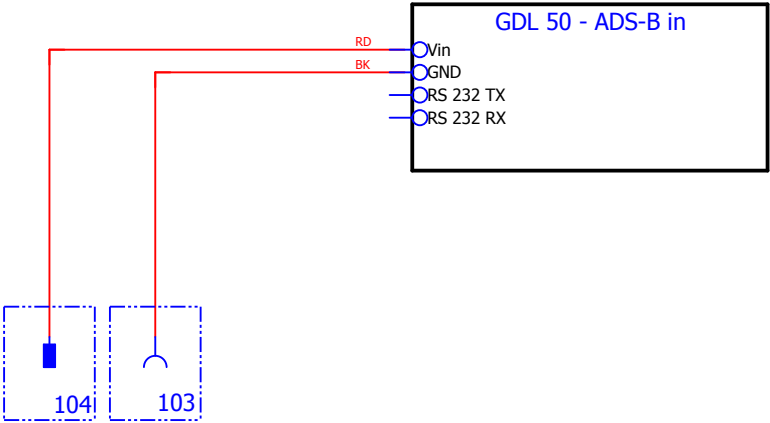 GDL 50 - ADS-B in
RD
Vin
BK
GND
RS 232 TX
RS 232 RX
104
103